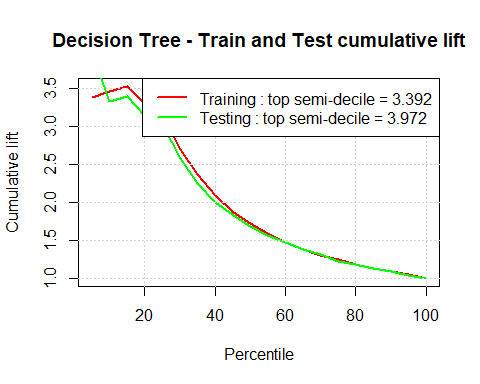 Decision Tree - Train and Test cumulative lift
Training : top semi-decile = 3.392
Testing : top semi-decile = 3.972
Cumulative lift
3.5
3.0
2.5
2.0
1.5
1.0
20
40
60
80
100
Percentile